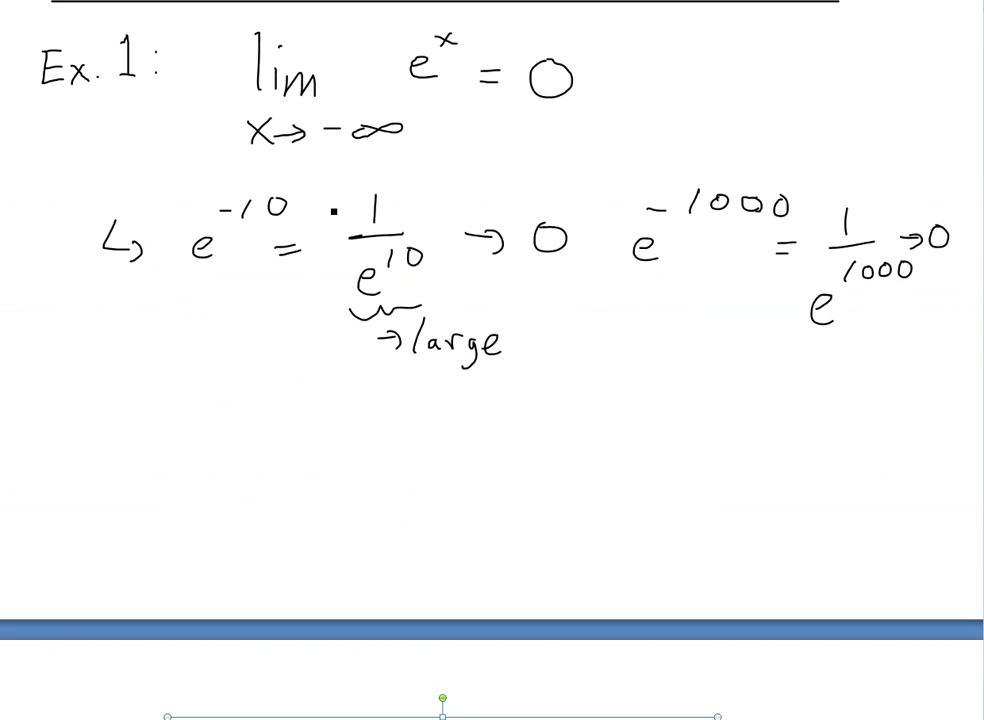 Ex. 1: lim e^x = 0
x→ -∞
↳ e^-10 = 1/e^10 → 0 e^-1000 = 1/e^1000 → 0
→ large